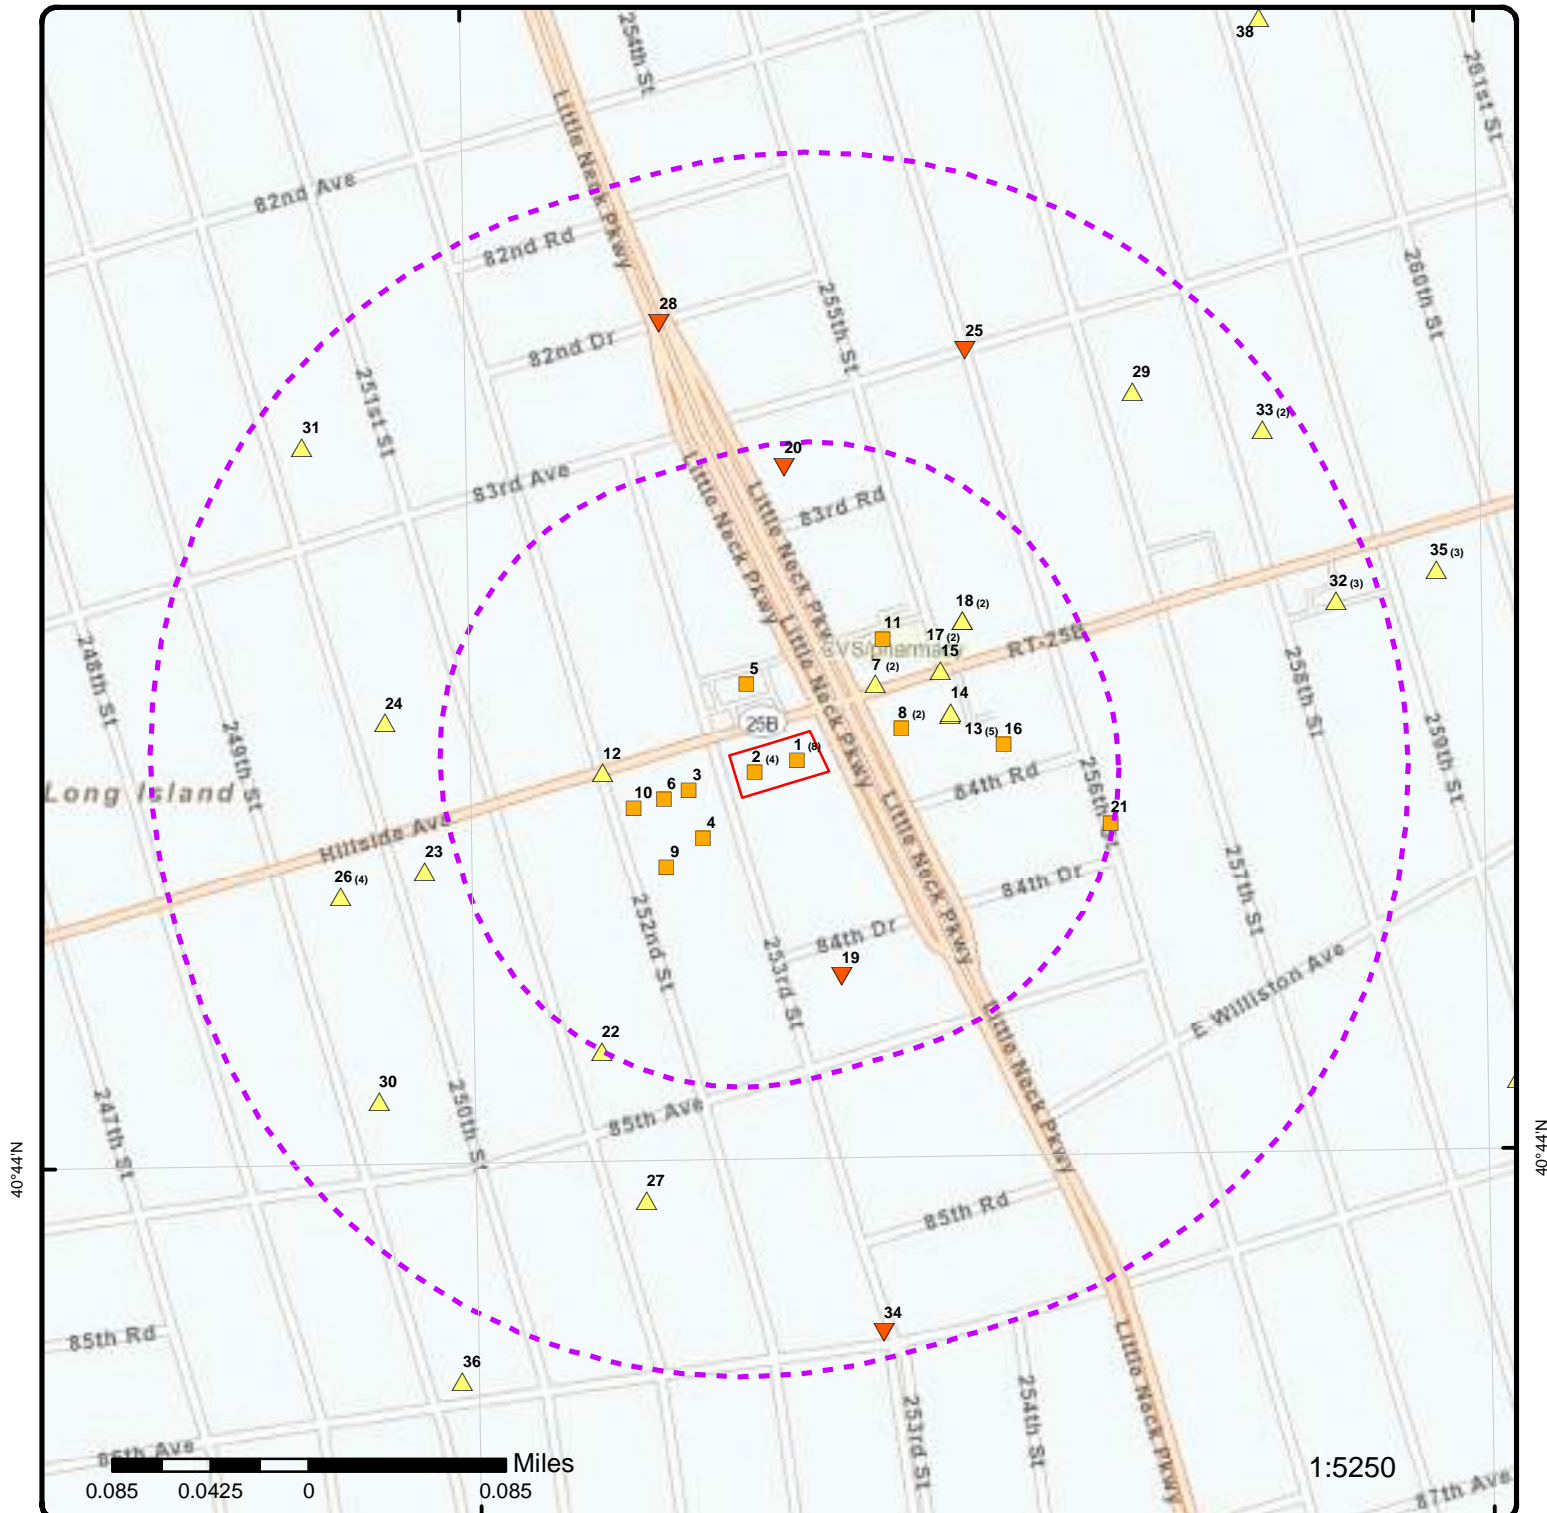 38
254th St
261st St
Little Neck Pkwy
82nd Ave
82nd Rd
260th St
255th St
28
82nd Dr
25
29
251st St
33 (2)
31
20
83rd Ave
83rd Rd
Little Neck Pkwy
Little Neck Pkwy
35 (3)
32 (3)
18 (2)
11
17 (2)
RT-25B
15
7 (2)
5
248th St
258th St
24
14
25B
8 (2)
13 (5)
16
249th St
Little Neck Pkwy
259th St
12
1 (8)
2 (4)
84th Rd
256th St
Long Island
3
6
10
21
4
Hillside Ave
9
Little Neck Pkwy
23
26 (4)
84th Dr
257th St
252nd St
84th Dr
253rd St
19
E Williston Ave
22
Little Neck Pkwy
30
250th St
247th St
85th Ave
40°44'N
40°44'N
27
85th Rd
34
85th Rd
36
Little Neck Pkwy
253rd St
254th St
86th Ave
Miles
1:5250
0.085 0.0425 0 0.085
87th Ave